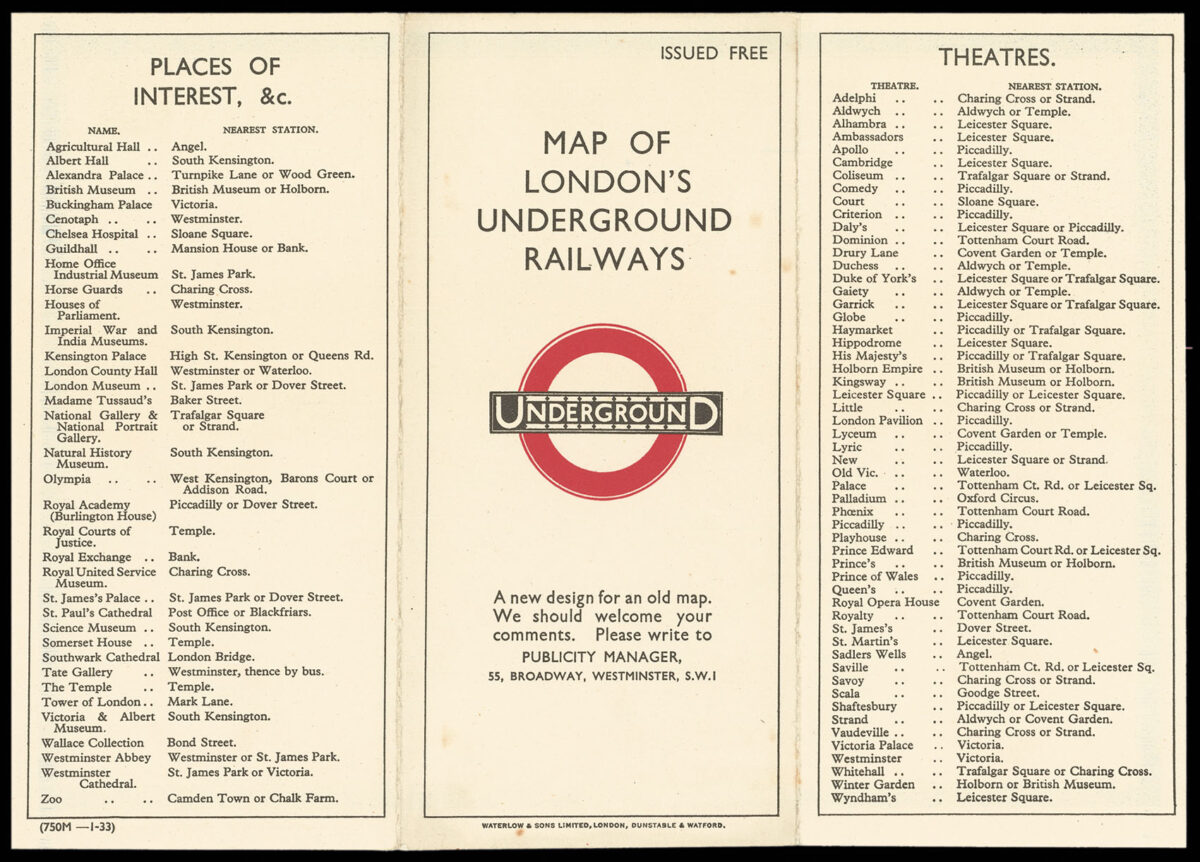 PLACES OF
INTEREST, &c.
NAME. NEAREST STATION.
Agricultural Hall .. Angel.
Albert Hall .. South Kensington.
Alexandra Palace .. Turnpike Lane or Wood Green.
British Museum .. British Museum or Holborn.
Buckingham Palace Victoria.
Cenotaph .. .. Westminster.
Chelsea Hospital .. Sloane Square.
Guildhall .. .. Mansion House or Bank.
Home Office
Industrial Museum St. James Park.
Horse Guards .. Charing Cross.
Houses of Westminster.
Parliament.
Imperial War and South Kensington.
India Museums.
Kensington Palace High St. Kensington or Queens Rd.
London County Hall Westminster or Waterloo.
London Museum .. St. James Park or Dover Street.
Madame Tussaud's Baker Street.
National Gallery & Trafalgar Square
National Portrait or Strand.
Gallery.
Natural History South Kensington.
Museum.
Olympia .. .. West Kensington, Barons Court or
Addison Road.
Royal Academy Piccadilly or Dover Street.
(Burlington House)
Royal Courts of Temple.
Justice.
Royal Exchange .. Bank.
Royal United Service Charing Cross.
Museum.
St. James's Palace .. St. James Park or Dover Street.
St. Paul's Cathedral Post Office or Blackfriars.
Science Museum .. South Kensington.
Somerset House .. Temple.
Southwark Cathedral London Bridge.
Tate Gallery .. Westminster, thence by bus.
The Temple .. Temple.
Tower of London .. Mark Lane.
Victoria & Albert South Kensington.
Museum.
Wallace Collection Bond Street.
Westminster Abbey Westminster or St. James Park.
Westminster St. James Park or Victoria.
Cathedral.
Zoo .. .. Camden Town or Chalk Farm.
(750M —1-33)
ISSUED FREE
MAP OF
LONDON'S
UNDERGROUND
RAILWAYS
UNDERGROUND
A new design for an old map.
We should welcome your
comments. Please write to
PUBLICITY MANAGER,
55, BROADWAY, WESTMINSTER, S.W.1
WATERLOW & SONS LIMITED, LONDON, DUNSTABLE & WATFORD.
THEATRES.
THEATRE. NEAREST STATION.
Adelphi .. .. Charing Cross or Strand.
Aldwych .. .. Aldwych or Temple.
Alhambra .. .. Leicester Square.
Ambassadors .. Leicester Square.
Apollo .. .. Piccadilly.
Cambridge .. Leicester Square.
Coliseum .. .. Trafalgar Square or Strand.
Comedy .. .. Piccadilly.
Court .. .. Sloane Square.
Criterion .. .. Piccadilly.
Daly's .. .. Leicester Square or Piccadilly.
Dominion .. .. Tottenham Court Road.
Drury Lane .. Covent Garden or Temple.
Duchess .. .. Aldwych or Temple.
Duke of York's .. Leicester Square or Trafalgar Square.
Gaiety .. .. Aldwych or Temple.
Garrick .. .. Leicester Square or Trafalgar Square.
Globe .. .. Piccadilly.
Haymarket .. Piccadilly or Trafalgar Square.
Hippodrome .. Leicester Square.
His Majesty's .. Piccadilly or Trafalgar Square.
Holborn Empire .. British Museum or Holborn.
Kingsway .. .. British Museum or Holborn.
Leicester Square .. Piccadilly or Leicester Square.
Little .. .. Charing Cross or Strand.
London Pavilion .. Piccadilly.
Lyceum .. .. Covent Garden or Temple.
Lyric .. .. Piccadilly.
New .. .. Leicester Square or Strand.
Old Vic. .. .. Waterloo.
Palace .. .. Tottenham Ct. Rd. or Leicester Sq.
Palladium .. .. Oxford Circus.
Phœnix .. .. Tottenham Court Road.
Piccadilly .. .. Piccadilly.
Playhouse .. .. Charing Cross.
Prince Edward .. Tottenham Court Rd. or Leicester Sq.
Prince's .. .. British Museum or Holborn.
Prince of Wales .. Piccadilly.
Queen's .. .. Piccadilly.
Royal Opera House Covent Garden.
Royalty .. .. Tottenham Court Road.
St. James's .. Dover Street.
St. Martin's .. Leicester Square.
Sadlers Wells .. Angel.
Saville .. .. Tottenham Ct. Rd. or Leicester Sq.
Savoy .. .. Charing Cross or Strand.
Scala .. .. Goodge Street.
Shaftesbury .. Piccadilly or Leicester Square.
Strand .. .. Aldwych or Covent Garden.
Vaudeville .. .. Charing Cross or Strand.
Victoria Palace .. Victoria.
Westminster .. Victoria.
Whitehall .. .. Trafalgar Square or Charing Cross.
Winter Garden .. Holborn or British Museum.
Wyndham's .. Leicester Square.